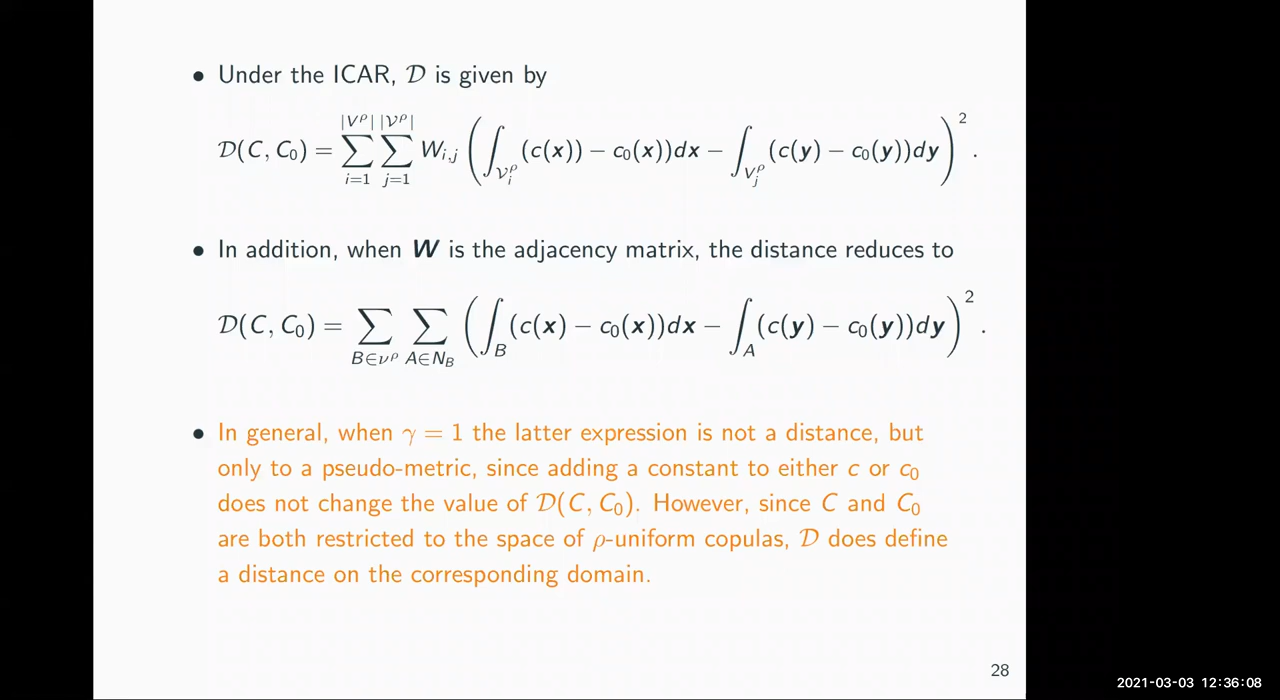 • Under the ICAR, 𝒟 is given by
𝒟(C, C₀) = ∑_{i=1}^{|V^ρ|} ∑_{j=1}^{|𝒱^ρ|} W_{i,j} ( ∫_{𝒱_i^ρ} (c(𝒙)) − c₀(𝒙))d𝒙 − ∫_{V_j^ρ} (c(𝒚) − c₀(𝒚))d𝒚 )² .
• In addition, when 𝑾 is the adjacency matrix, the distance reduces to
𝒟(C, C₀) = ∑_{B∈ν^ρ} ∑_{A∈N_B} ( ∫_B (c(𝒙) − c₀(𝒙))d𝒙 − ∫_A (c(𝒚) − c₀(𝒚))d𝒚 )² .
• In general, when γ = 1 the latter expression is not a distance, but
only to a pseudo-metric, since adding a constant to either c or c₀
does not change the value of 𝒟(C, C₀). However, since C and C₀
are both restricted to the space of ρ-uniform copulas, 𝒟 does define
a distance on the corresponding domain.
28
2021-03-03 12:36:08